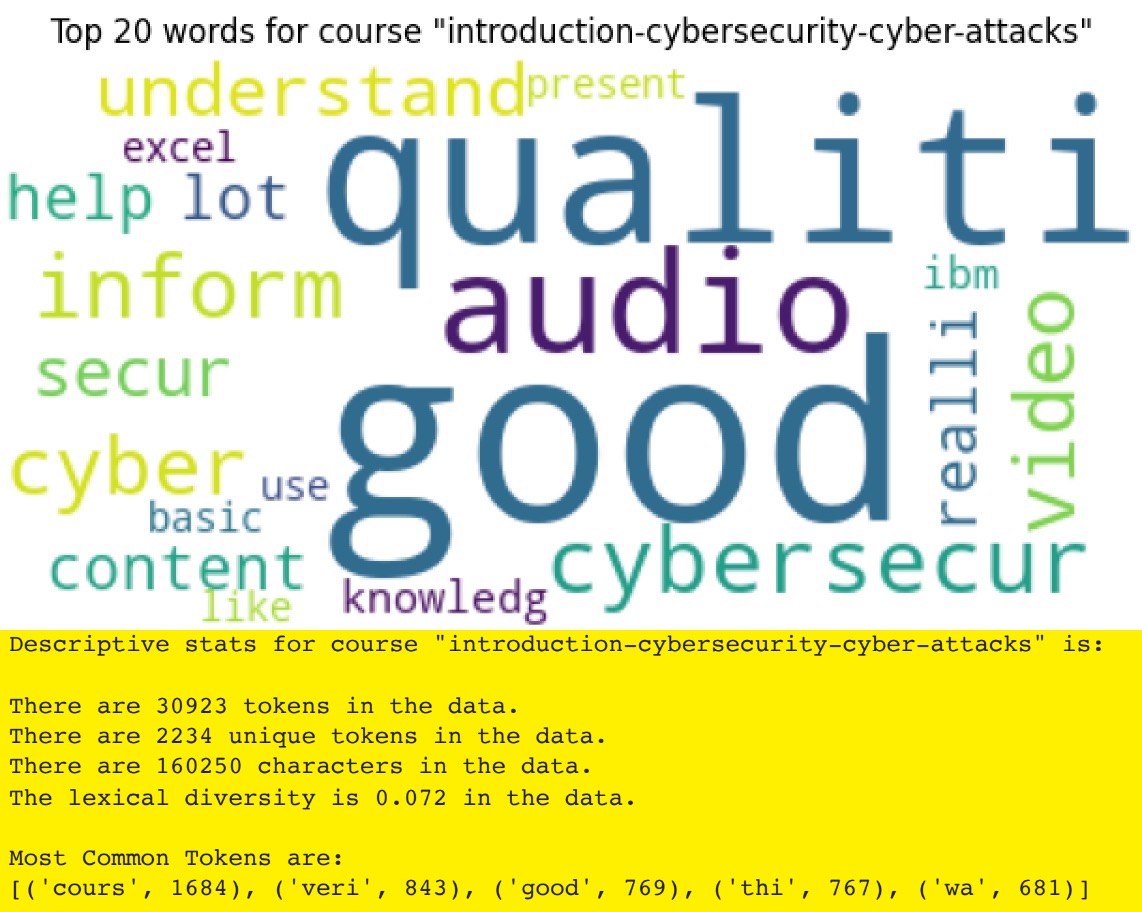 Top 20 words for course "introduction-cybersecurity-cyber-attacks"
understand
present
excel
qualiti
help
lot
inform
audio
ibm
secur
realli
video
good
cyber
use
basic
content
cybersecur
like
knowledg
Descriptive stats for course "introduction-cybersecurity-cyber-attacks" is:
There are 30923 tokens in the data.
There are 2234 unique tokens in the data.
There are 160250 characters in the data.
The lexical diversity is 0.072 in the data.
Most Common Tokens are:
[('cours', 1684), ('veri', 843), ('good', 769), ('thi', 767), ('wa', 681)]